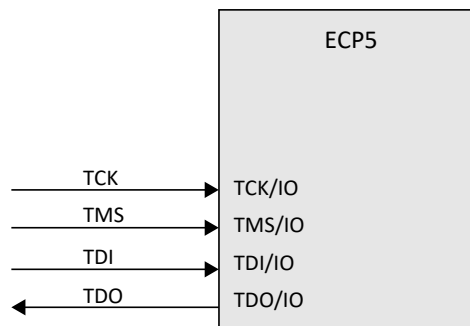 ECP5
TCK TCK/IO
TMS TMS/IO
TDI TDI/IO
TDO TDO/IO